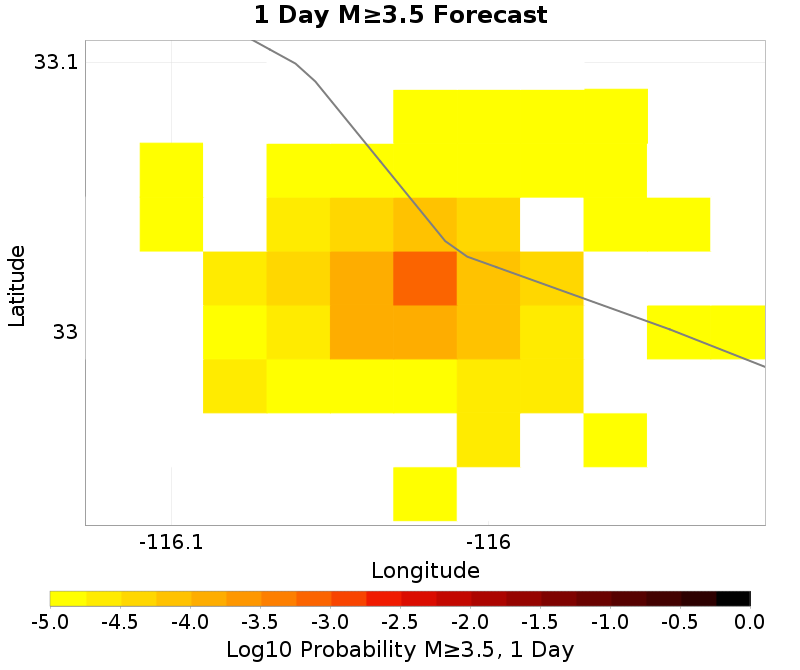 1 Day M≥3.5 Forecast
33.1
33
Latitude
-116.1 -116
Longitude
-5.0 -4.5 -4.0 -3.5 -3.0 -2.5 -2.0 -1.5 -1.0 -0.5 0.0
Log10 Probability M≥3.5, 1 Day